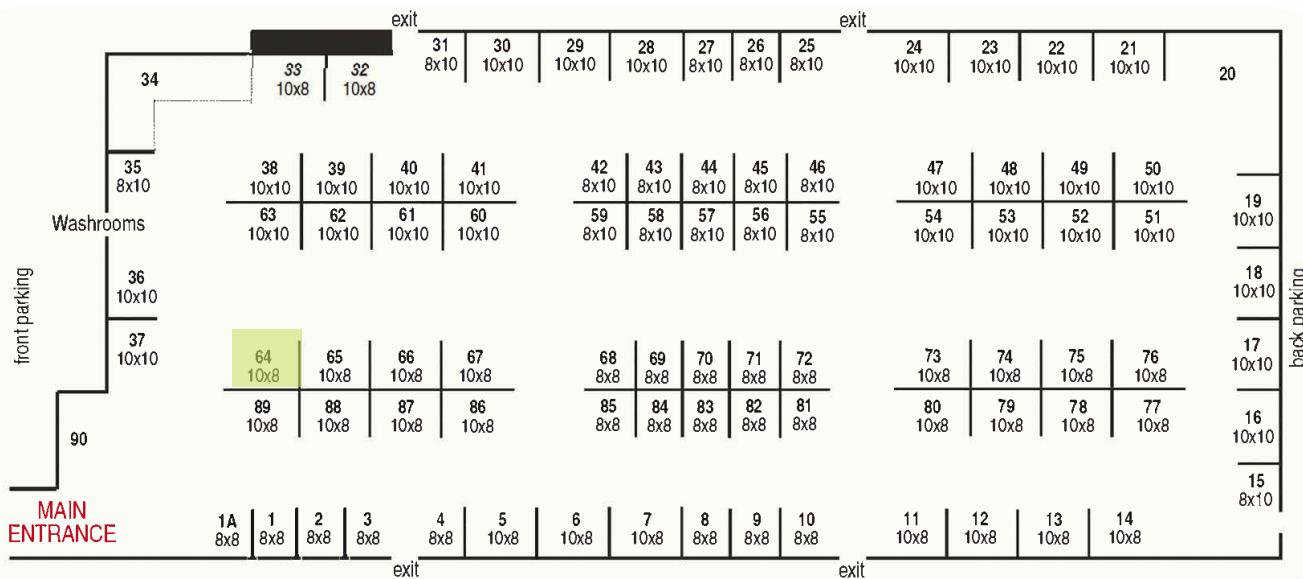 exit
exit
31 30 29 28 27 26 25
8x10 10x10 10x10 10x10 8x10 8x10 8x10
24 23 22 21
10x10 10x10 10x10 10x10
20
34
33 32
10x8 10x8
35
8x10
38 39 40 41
10x10 10x10 10x10 10x10
42 43 44 45 46
8x10 8x10 8x10 8x10 8x10
47 48 49 50
10x10 10x10 10x10 10x10
63 62 61 60
10x10 10x10 10x10 10x10
59 58 57 56 55
8x10 8x10 8x10 8x10 8x10
54 53 52 51
10x10 10x10 10x10 10x10
19
10x10
Washrooms
18
10x10
36
10x10
front parking
back parking
37
10x10
64 65 66 67
10x8 10x8 10x8 10x8
68 69 70 71 72
8x8 8x8 8x8 8x8 8x8
73 74 75 76
10x8 10x8 10x8 10x8
17
10x10
89 88 87 86
10x8 10x8 10x8 10x8
85 84 83 82 81
8x8 8x8 8x8 8x8 8x8
80 79 78 77
10x8 10x8 10x8 10x8
16
10x10
90
15
8x10
MAIN
ENTRANCE
1A 1 2 3
8x8 8x8 8x8 8x8
4 5 6 7 8 9 10
8x8 10x8 10x8 10x8 8x8 8x8 8x8
11 12 13 14
10x8 10x8 10x8 10x8
exit
exit